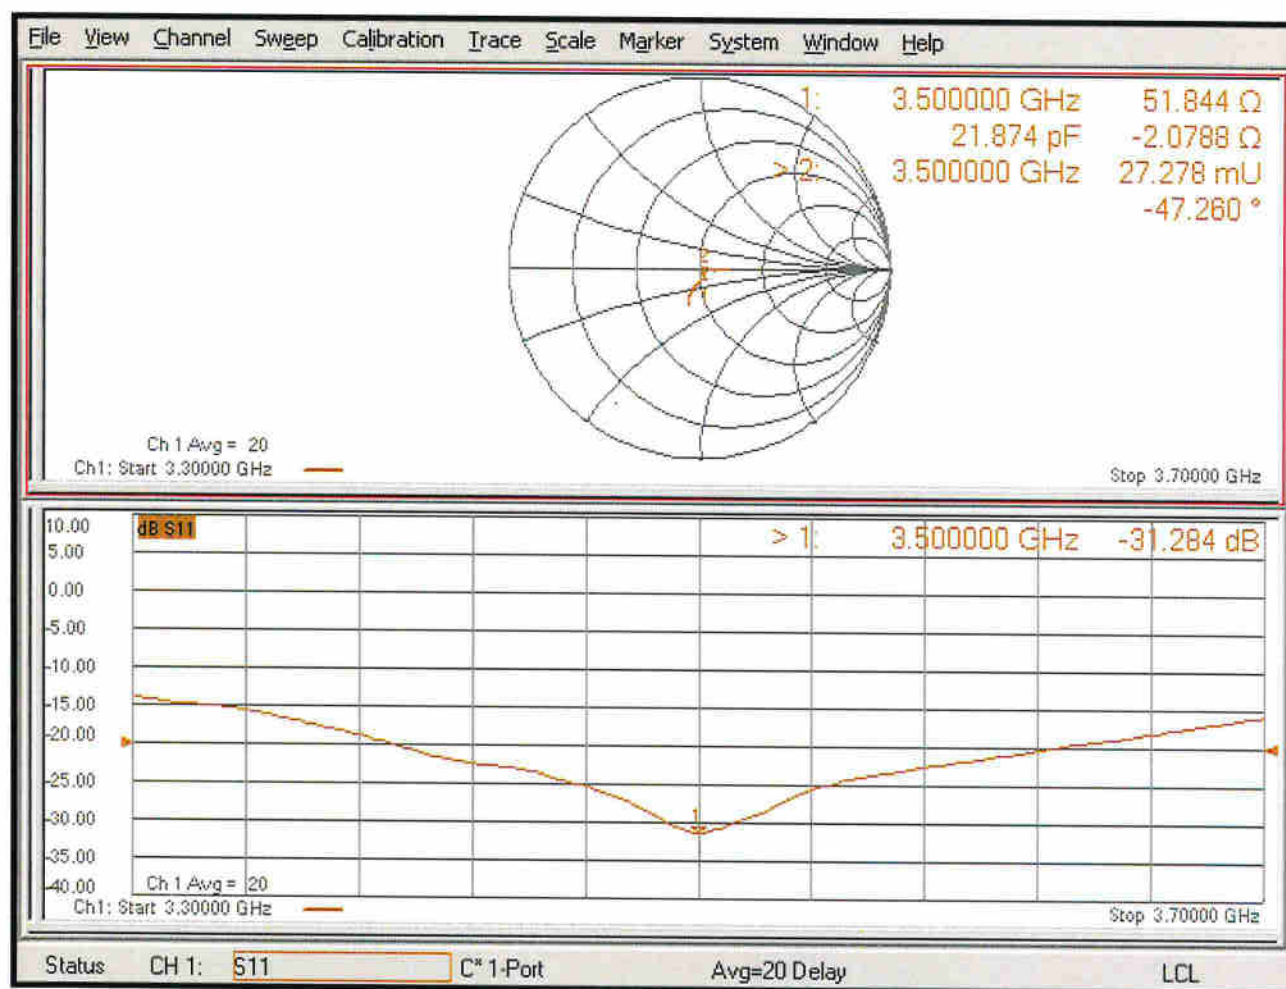 File View Channel Sweep Calibration Trace Scale Marker System Window Help
1: 3.500000 GHz 51.844 Ω
21.874 pF -2.0788 Ω
> 2: 3.500000 GHz 27.278 mU
-47.260 °
Ch 1 Avg = 20
Ch1: Start 3.30000 GHz Stop 3.70000 GHz
10.00 dB S11 > 1: 3.500000 GHz -31.284 dB
5.00
0.00
-5.00
-10.00
-15.00
-20.00
-25.00
-30.00 1
-35.00
-40.00 Ch 1 Avg = 20
Ch1: Start 3.30000 GHz Stop 3.70000 GHz
Status CH 1: S11 C* 1-Port Avg=20 Delay LCL